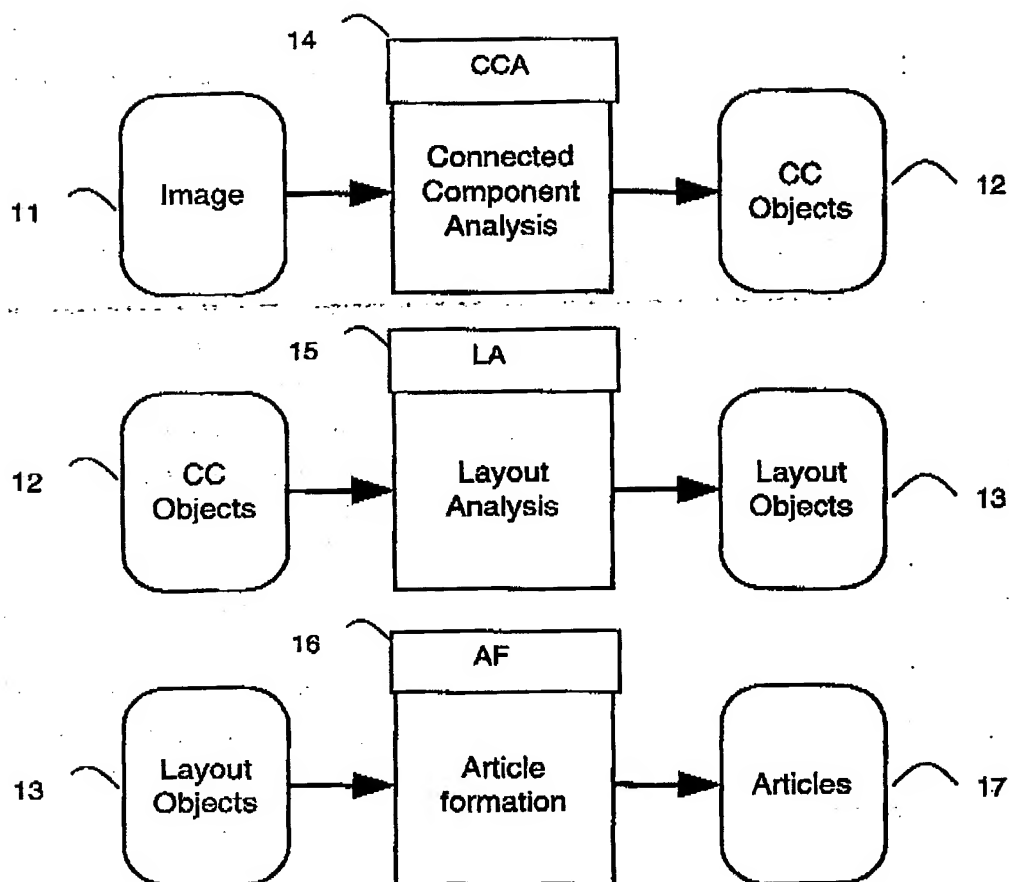 14
CCA
11
Image
Connected
Component
Analysis
CC
Objects
12
15
LA
12
CC
Objects
Layout
Analysis
Layout
Objects
13
16
AF
13
Layout
Objects
Article
formation
Articles
17